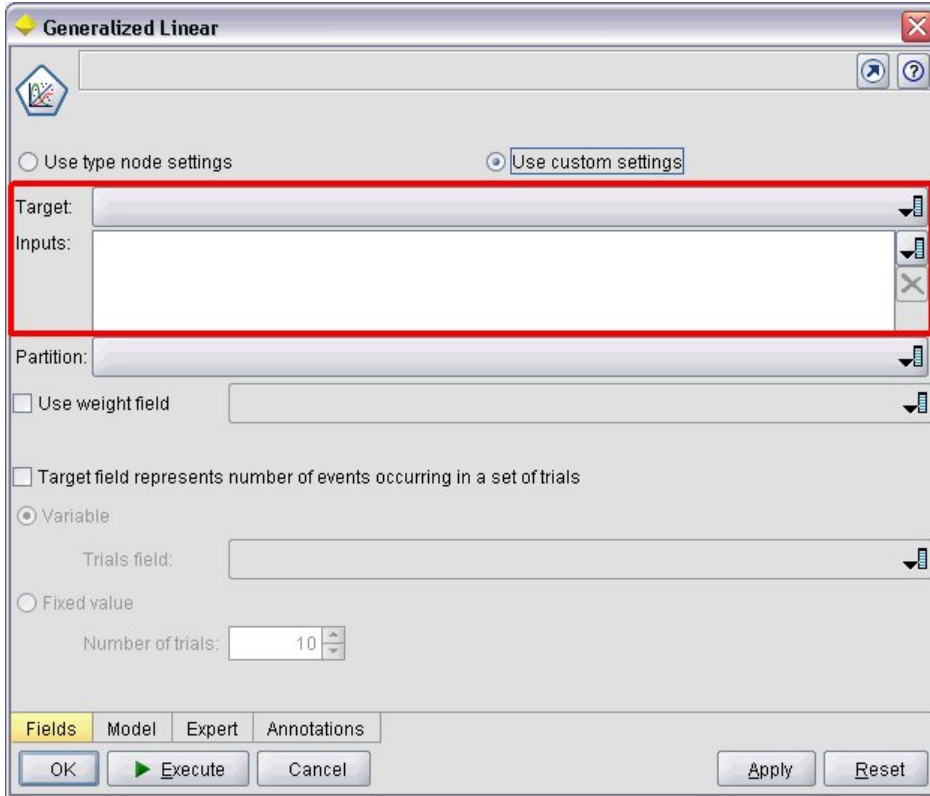 Generalized Linear
Use type node settings Use custom settings
Target:
Inputs:
Partition:
Use weight field
Target field represents number of events occurring in a set of trials
Variable
Trials field:
Fixed value
Number of trials: 10
Fields Model Expert Annotations
OK Execute Cancel Apply Reset